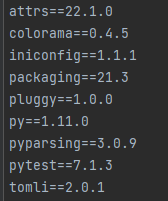 attrs==22.1.0
colorama==0.4.5
iniconfig==1.1.1
packaging==21.3
pluggy==1.0.0
py==1.11.0
pyparsing==3.0.9
pytest==7.1.3
tomli==2.0.1